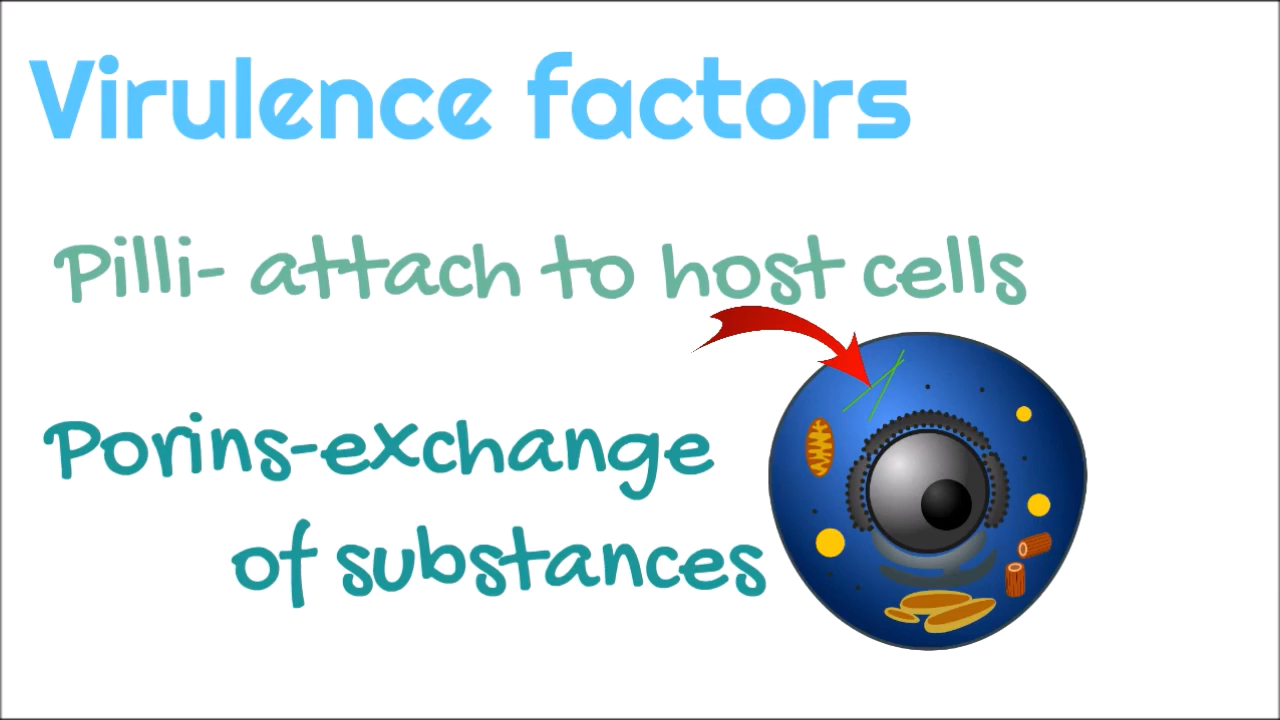 Virulence factors
Pilli- attach to host cells
Porins-exchange
of substances